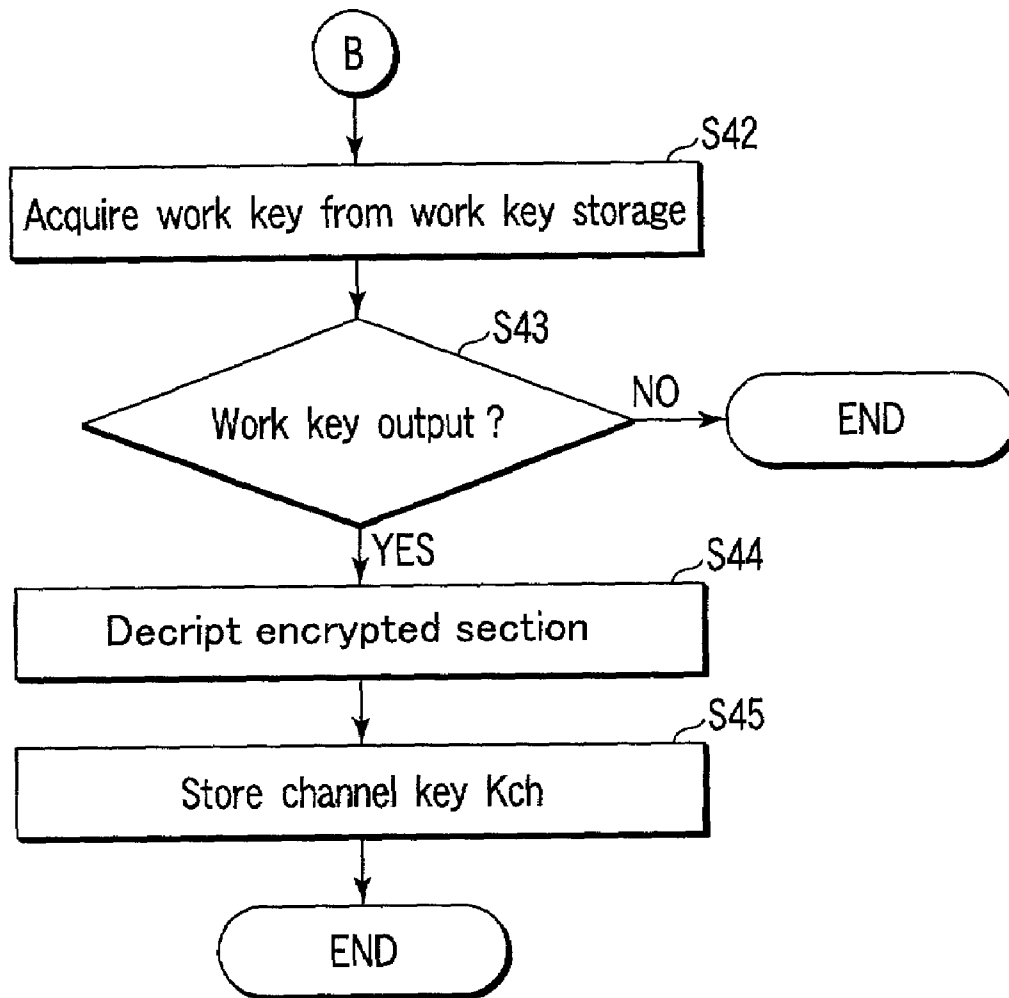 B
S42
Acquire work key from work key storage
S43
Work key output ?
NO
END
YES
S44
Decript encrypted section
S45
Store channel key Kch
END